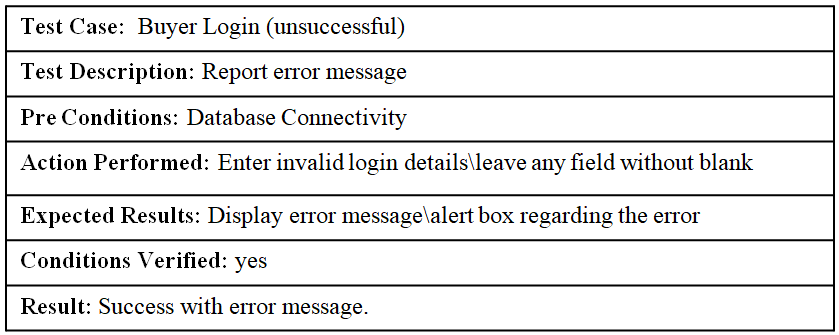 Test Case: Buyer Login (unsuccessful)
Test Description: Report error message
Pre Conditions: Database Connectivity
Action Performed: Enter invalid login details\leave any field without blank
Expected Results: Display error message\alert box regarding the error
Conditions Verified: yes
Result: Success with error message.